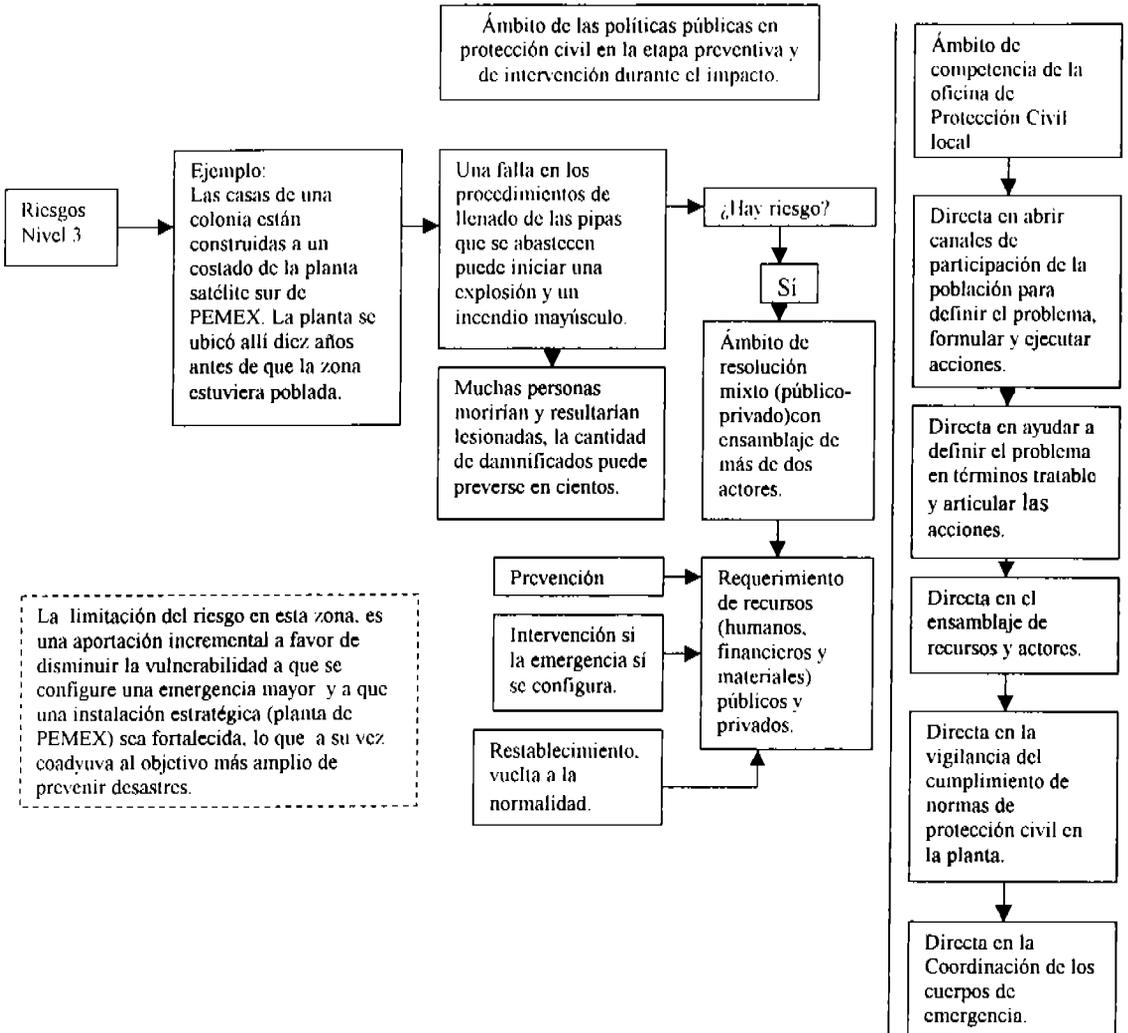 Ámbito de las políticas públicas en
protección civil en la etapa preventiva y
de intervención durante el impacto.
Riesgos
Nivel 3
Ejemplo:
Las casas de una
colonia están
construidas a un
costado de la planta
satélite sur de
PEMEX. La planta se
ubicó allí diez años
antes de que la zona
estuviera poblada.
Una falla en los
procedimientos de
llenado de las pipas
que se abastecen
puede iniciar una
explosión y un
incendio mayúsculo.
Muchas personas
morirían y resultarían
lesionadas, la cantidad
de damnificados puede
preverse en cientos.
¿Hay riesgo?
Sí
Ámbito de
resolución
mixto (público-
privado)con
ensamblaje de
más de dos
actores.
Prevención
Intervención si
la emergencia sí
se configura.
Restablecimiento,
vuelta a la
normalidad.
Requerimiento
de recursos
(humanos,
financieros y
materiales)
públicos y
privados.
La limitación del riesgo en esta zona, es
una aportación incremental a favor de
disminuir la vulnerabilidad a que se
configure una emergencia mayor y a que
una instalación estratégica (planta de
PEMEX) sea fortalecida, lo que a su vez
coadyuva al objetivo más amplio de
prevenir desastres.
Ámbito de
competencia de la
oficina de
Protección Civil
local
Directa en abrir
canales de
participación de la
población para
definir el problema,
formular y ejecutar
acciones.
Directa en ayudar a
definir el problema
en términos tratable
y articular las
acciones.
Directa en el
ensamblaje de
recursos y actores.
Directa en la
vigilancia del
cumplimiento de
normas de
protección civil en
la planta.
Directa en la
Coordinación de los
cuerpos de
emergencia.